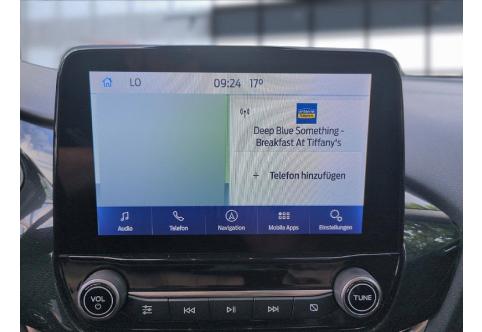 LO 09:24 17°
Deep Blue Something -
Breakfast At Tiffany's
+ Telefon hinzufügen
Audio Telefon Navigation Mobile Apps Einstellungen
VOL TUNE